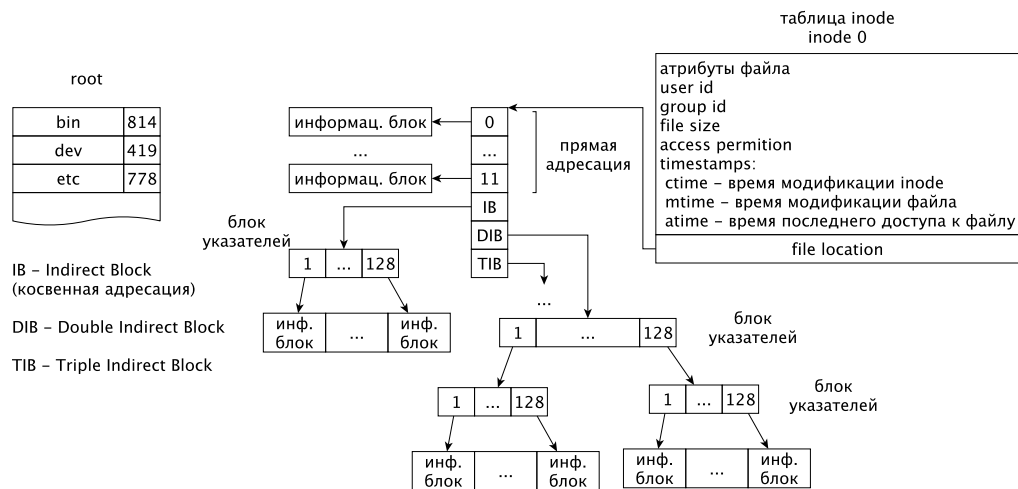 таблица inode
inode 0
атрибуты файла
user id
group id
file size
access permition
timestamps:
ctime – время модификации inode
mtime – время модификации файла
atime – время последнего доступа к файлу
file location
root
bin 814
dev 419
etc 778
информац. блок
...
информац. блок
0
...
11
IB
DIB
TIB
прямая
адресация
блок
указателей
1 ... 128
инф. блок
...
инф. блок
IB – Indirect Block
(косвенная адресация)
DIB – Double Indirect Block
TIB – Triple Indirect Block
...
1 ... 128
блок
указателей
1 ... 128
1 ... 128
блок
указателей
инф. блок
...
инф. блок
инф. блок
...
инф. блок